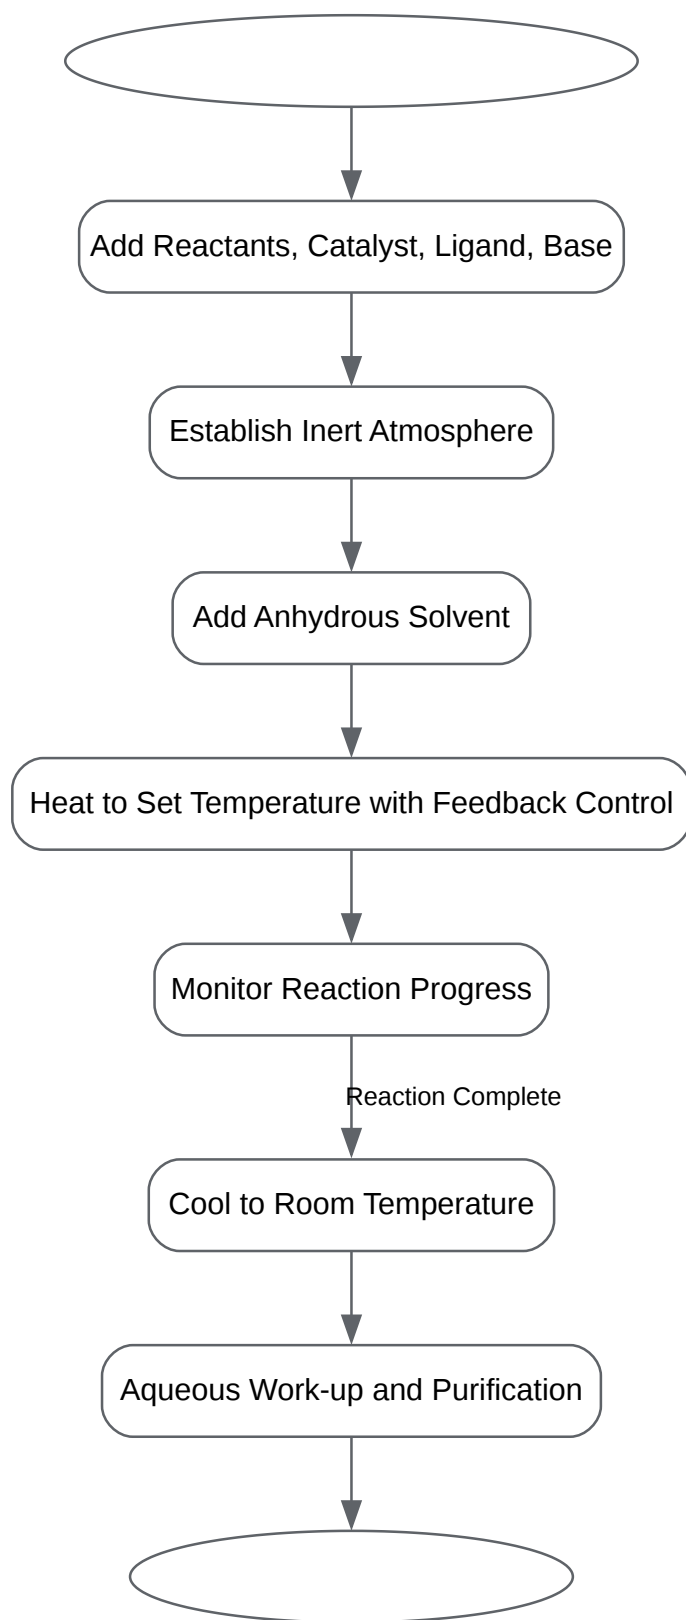 Add Reactants, Catalyst, Ligand, Base
Establish Inert Atmosphere
Add Anhydrous Solvent
Heat to Set Temperature with Feedback Control
Monitor Reaction Progress
Reaction Complete
Cool to Room Temperature
Aqueous Work-up and Purification